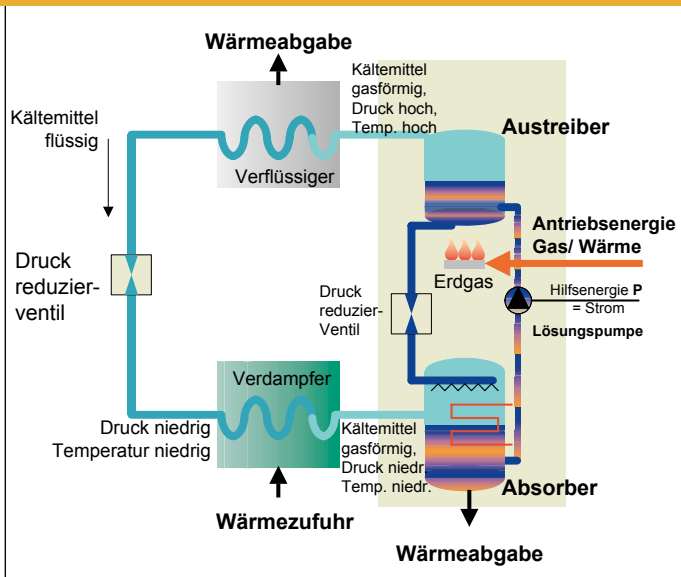 Wärmeabgabe
Kältemittel
gasförmig,
Druck hoch,
Temp. hoch
Kältemittel
flüssig
Verflüssiger
Austreiber
Antriebsenergie
Gas/ Wärme
Erdgas
Hilfsenergie P
= Strom
Lösungspumpe
Druck
reduzier-
ventil
Druck
reduzier-
Ventil
Verdampfer
Druck niedrig
Temperatur niedrig
Kältemittel
gasförmig,
Druck niedr.
Temp. niedr.
Absorber
Wärmezufuhr
Wärmeabgabe